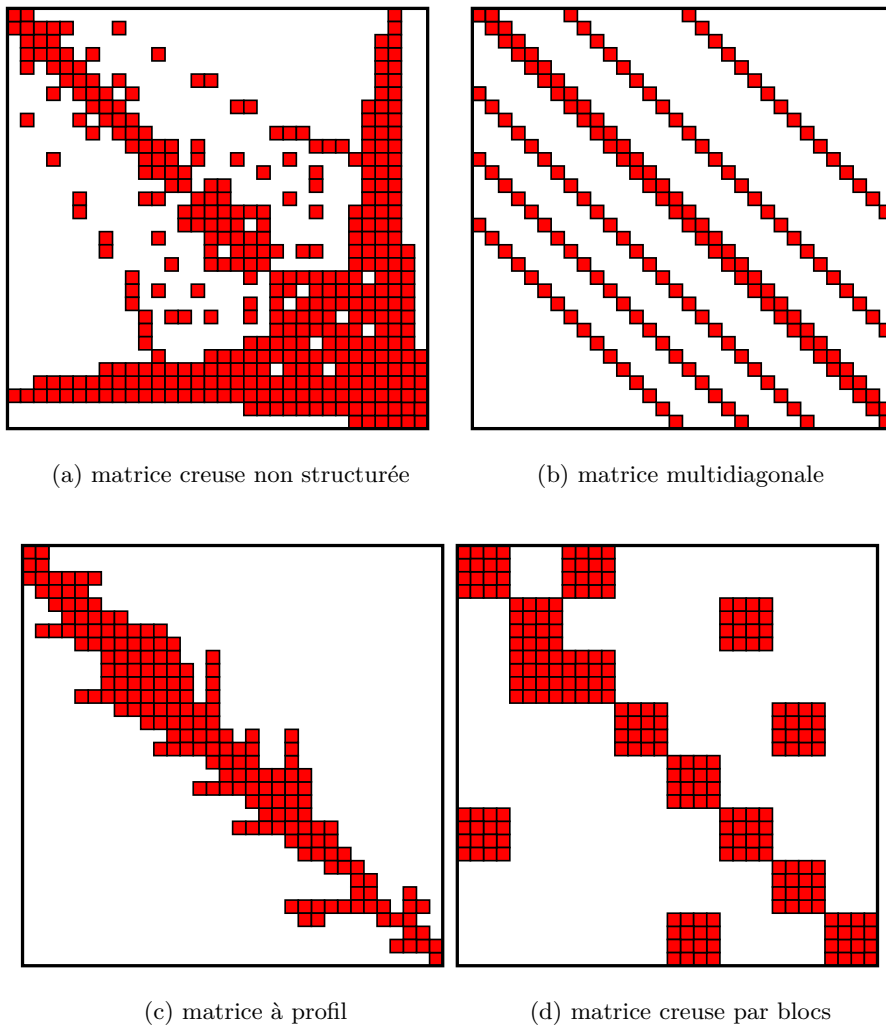 (a) matrice creuse non structurée
(b) matrice multidiagonale
(c) matrice à profil
(d) matrice creuse par blocs